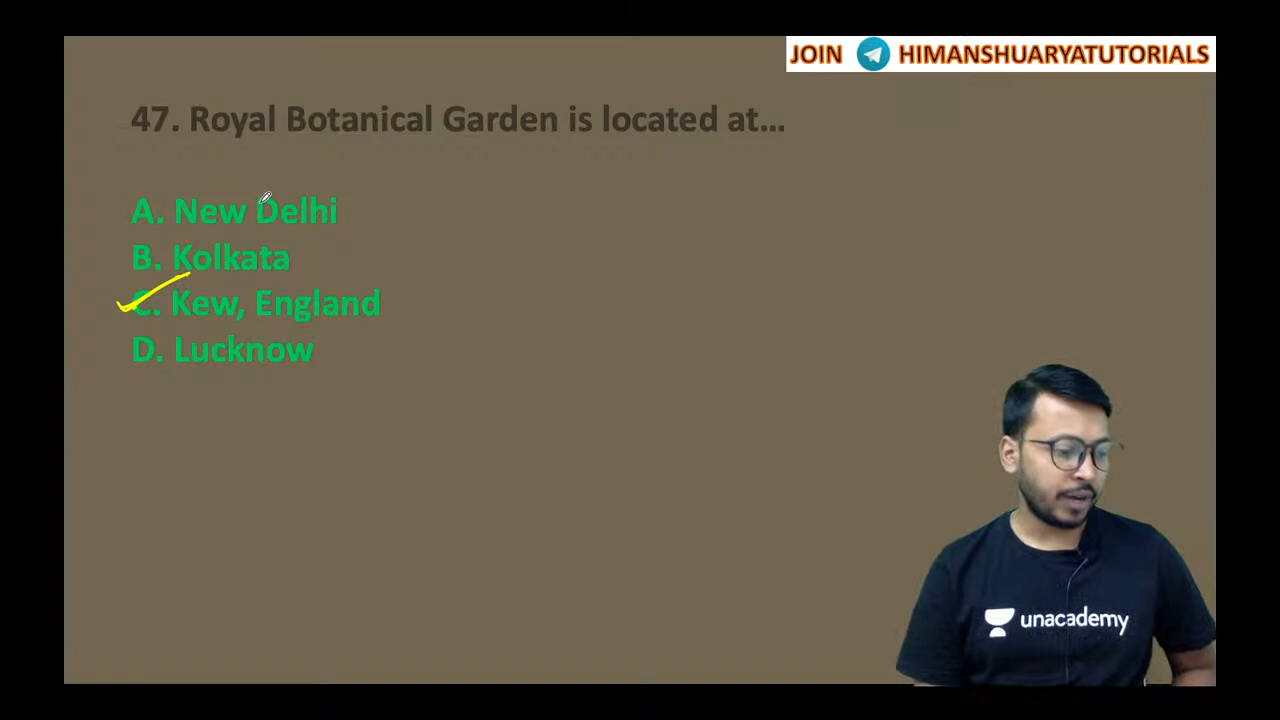 JOIN HIMANSHUARYATUTORIALS
47. Royal Botanical Garden is located at...
A. New Delhi
B. Kolkata
C. Kew, England
D. Lucknow
unacademy